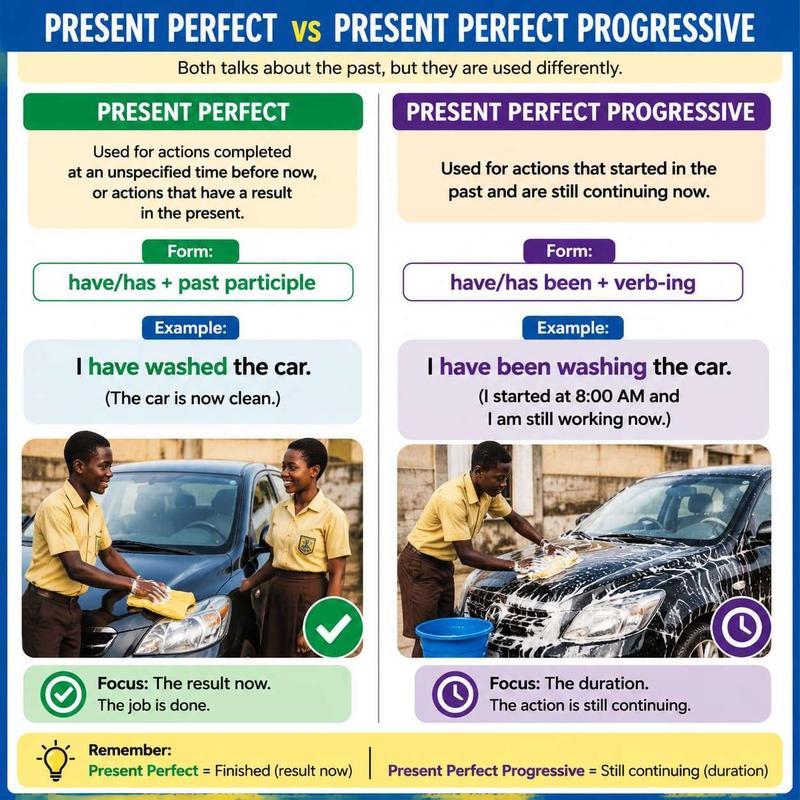 PRESENT PERFECT VS PRESENT PERFECT PROGRESSIVE
Both talks about the past, but they are used differently.
PRESENT PERFECT
Used for actions completed
at an unspecified time before now,
or actions that have a result
in the present.
Form:
have/has + past participle
Example:
I have washed the car.
(The car is now clean.)
Focus: The result now.
The job is done.
PRESENT PERFECT PROGRESSIVE
Used for actions that started in the
past and are still continuing now.
Form:
have/has been + verb-ing
Example:
I have been washing the car.
(I started at 8:00 AM and
I am still working now.)
Focus: The duration.
The action is still continuing.
Remember:
Present Perfect = Finished (result now)
Present Perfect Progressive = Still continuing (duration)